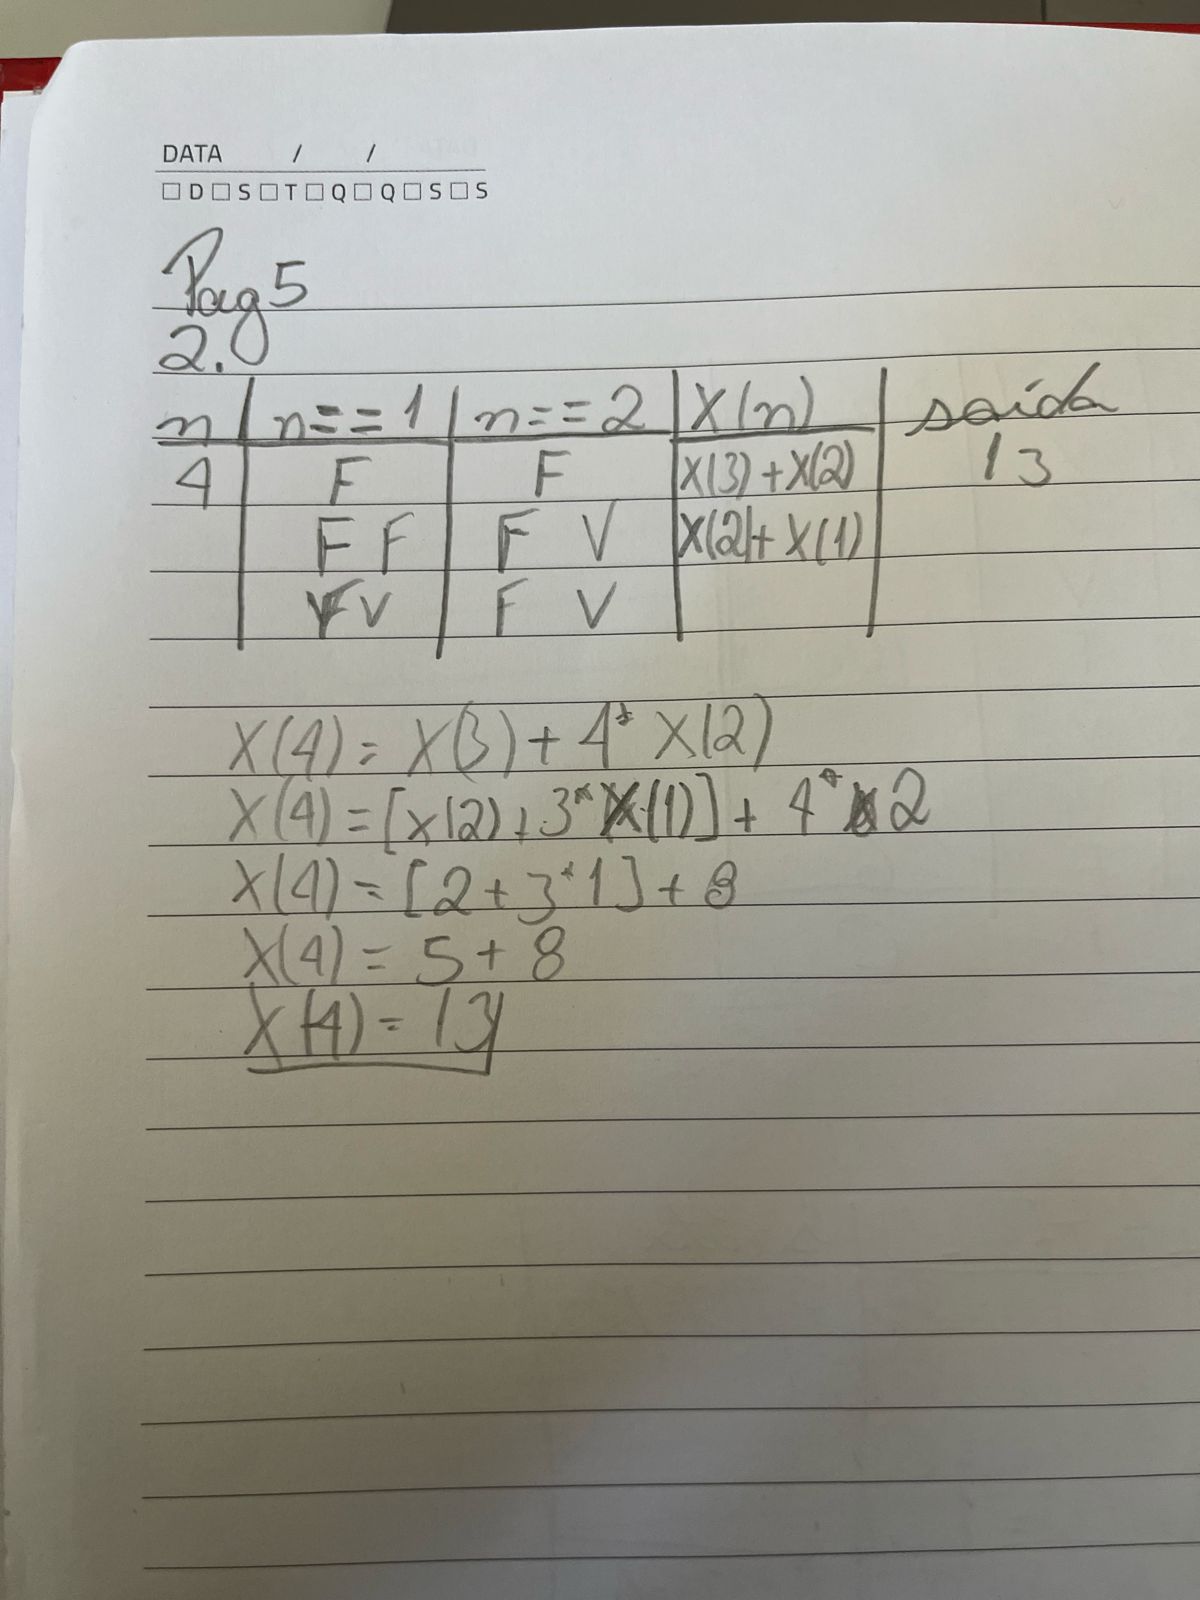 DATA / /
☐ D ☐ S ☐ T ☐ Q ☐ Q ☐ S ☐ S
Pag 5
2.
n | n==1 | n==2 | X(n) | saída
4 | F | F | X(3)+X(2) | 13
F F | F V | X(2)+X(1)
V | F V
X(4)= X(3)+4* X(2)
X(4)=[x(2)+3* X(1)]+ 4* 2
X(4)=[2+3*1]+8
X(4)= 5+8
X(4)= 13